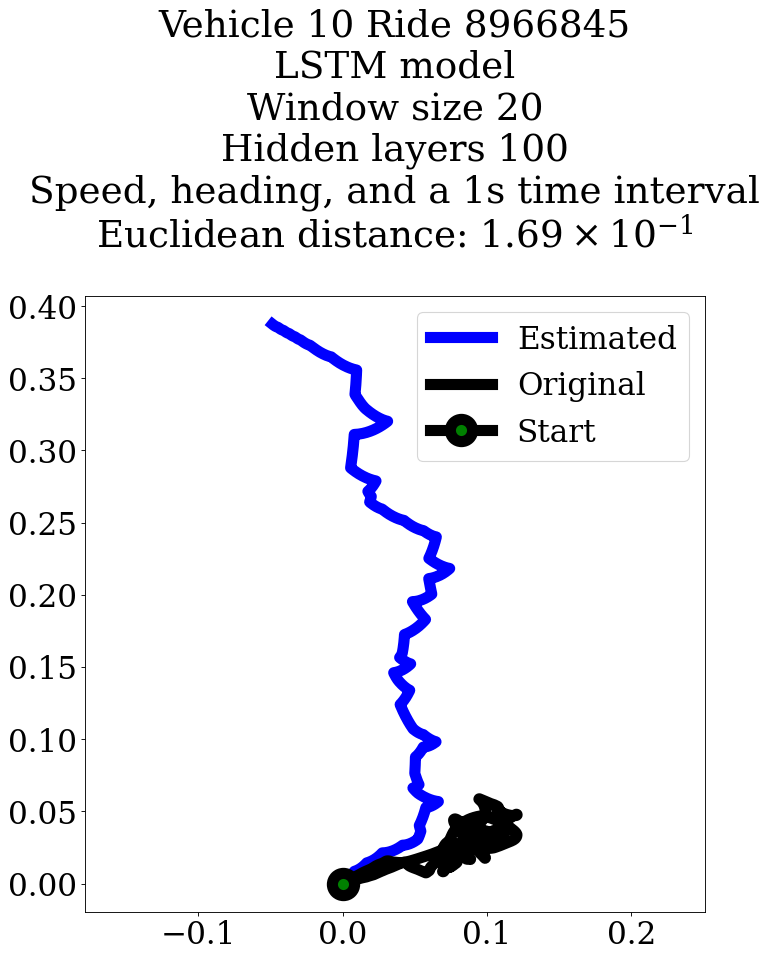 Vehicle 10 Ride 8966845
LSTM model
Window size 20
Hidden layers 100
Speed, heading, and a 1s time interval
Euclidean distance: 1.69 × 10⁻¹
0.40
0.35
0.30
0.25
0.20
0.15
0.10
0.05
0.00
Estimated
Original
Start
−0.1 0.0 0.1 0.2